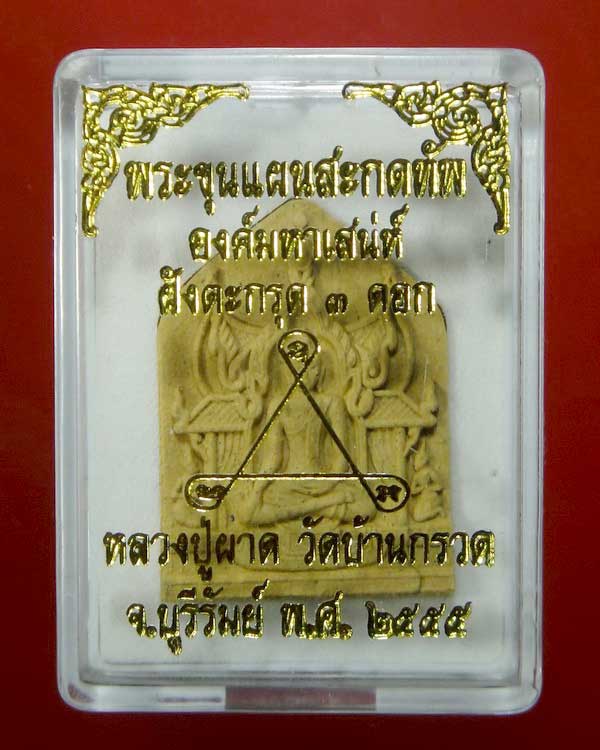 พระขุนแผนสะกดทัพ
องค์มหาเสน่ห์
ฝังตะกรุด ๓ ดอก
หลวงปู่ผาด วัดบ้านกรวด
จ.บุรีรัมย์ พ.ศ. ๒๕๕๕